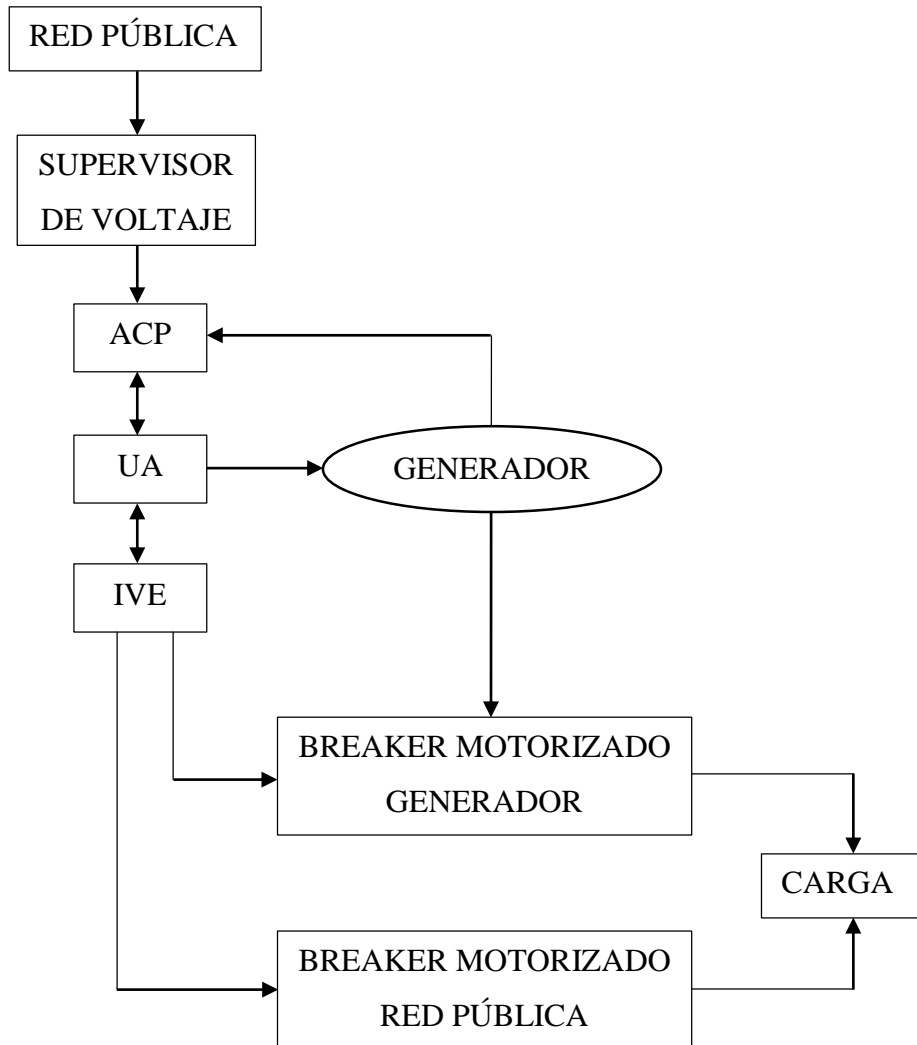 RED PÚBLICA
SUPERVISOR
DE VOLTAJE
ACP
UA
GENERADOR
IVE
BREAKER MOTORIZADO
GENERADOR
CARGA
BREAKER MOTORIZADO
RED PÚBLICA